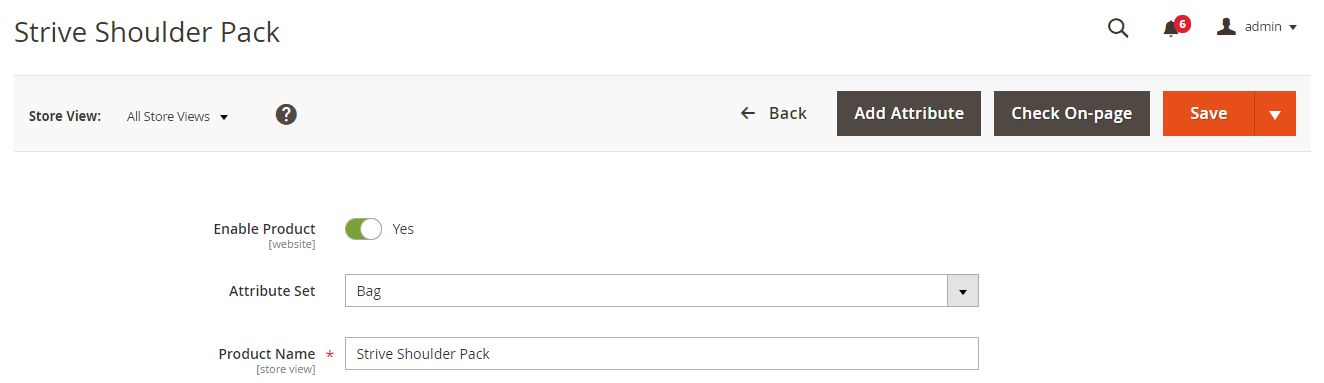 Strive Shoulder Pack
6
admin
Store View: All Store Views ? Back Add Attribute Check On-page Save
Enable Product Yes
[website]
Attribute Set Bag
Product Name * Strive Shoulder Pack
[store view]